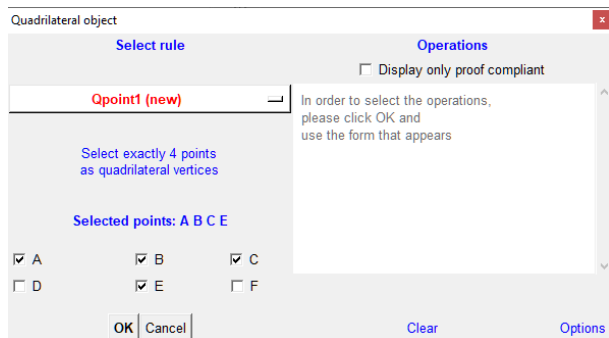 Quadrilateral object
x
Select rule
Operations
Display only proof compliant
Qpoint1 (new)
In order to select the operations,
please click OK and
use the form that appears
Select exactly 4 points
as quadrilateral vertices
Selected points: A B C E
A B C
D E F
OK Cancel
Clear Options